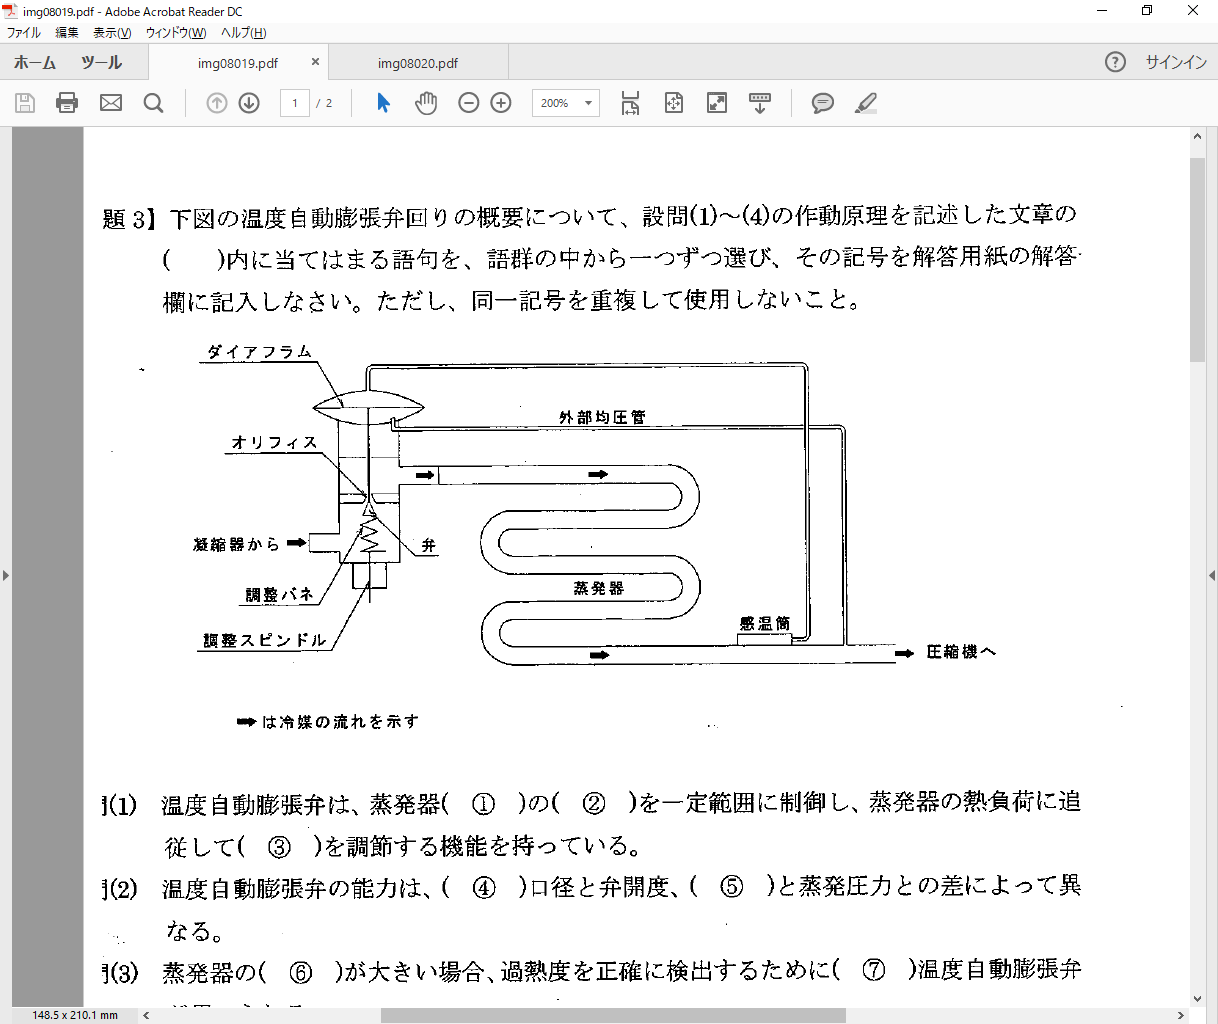 img08019.pdf - Adobe Acrobat Reader DC
ファイル 編集 表示(V) ウィンドウ(W) ヘルプ(H)
ホーム ツール img08019.pdf × img08020.pdf ? サインイン
1 / 2 200%
題 3】下図の温度自動膨張弁回りの概要について、設問(1)～(4)の作動原理を記述した文章の
( )内に当てはまる語句を、語群の中から一つずつ選び、その記号を解答用紙の解答
欄に記入しなさい。ただし、同一記号を重複して使用しないこと。
ダイアフラム
外部均圧管
オリフィス
凝縮器から
弁
調整バネ
蒸発器
感温筒
調整スピンドル
圧縮機へ
➡は冷媒の流れを示す
(1) 温度自動膨張弁は、蒸発器( ① )の( ② )を一定範囲に制御し、蒸発器の熱負荷に追
従して( ③ )を調節する機能を持っている。
(2) 温度自動膨張弁の能力は、( ④ )口径と弁開度、( ⑤ )と蒸発圧力との差によって異
なる。
(3) 蒸発器の( ⑥ )が大きい場合、過熱度を正確に検出するために( ⑦ )温度自動膨張弁
148.5 x 210.1 mm